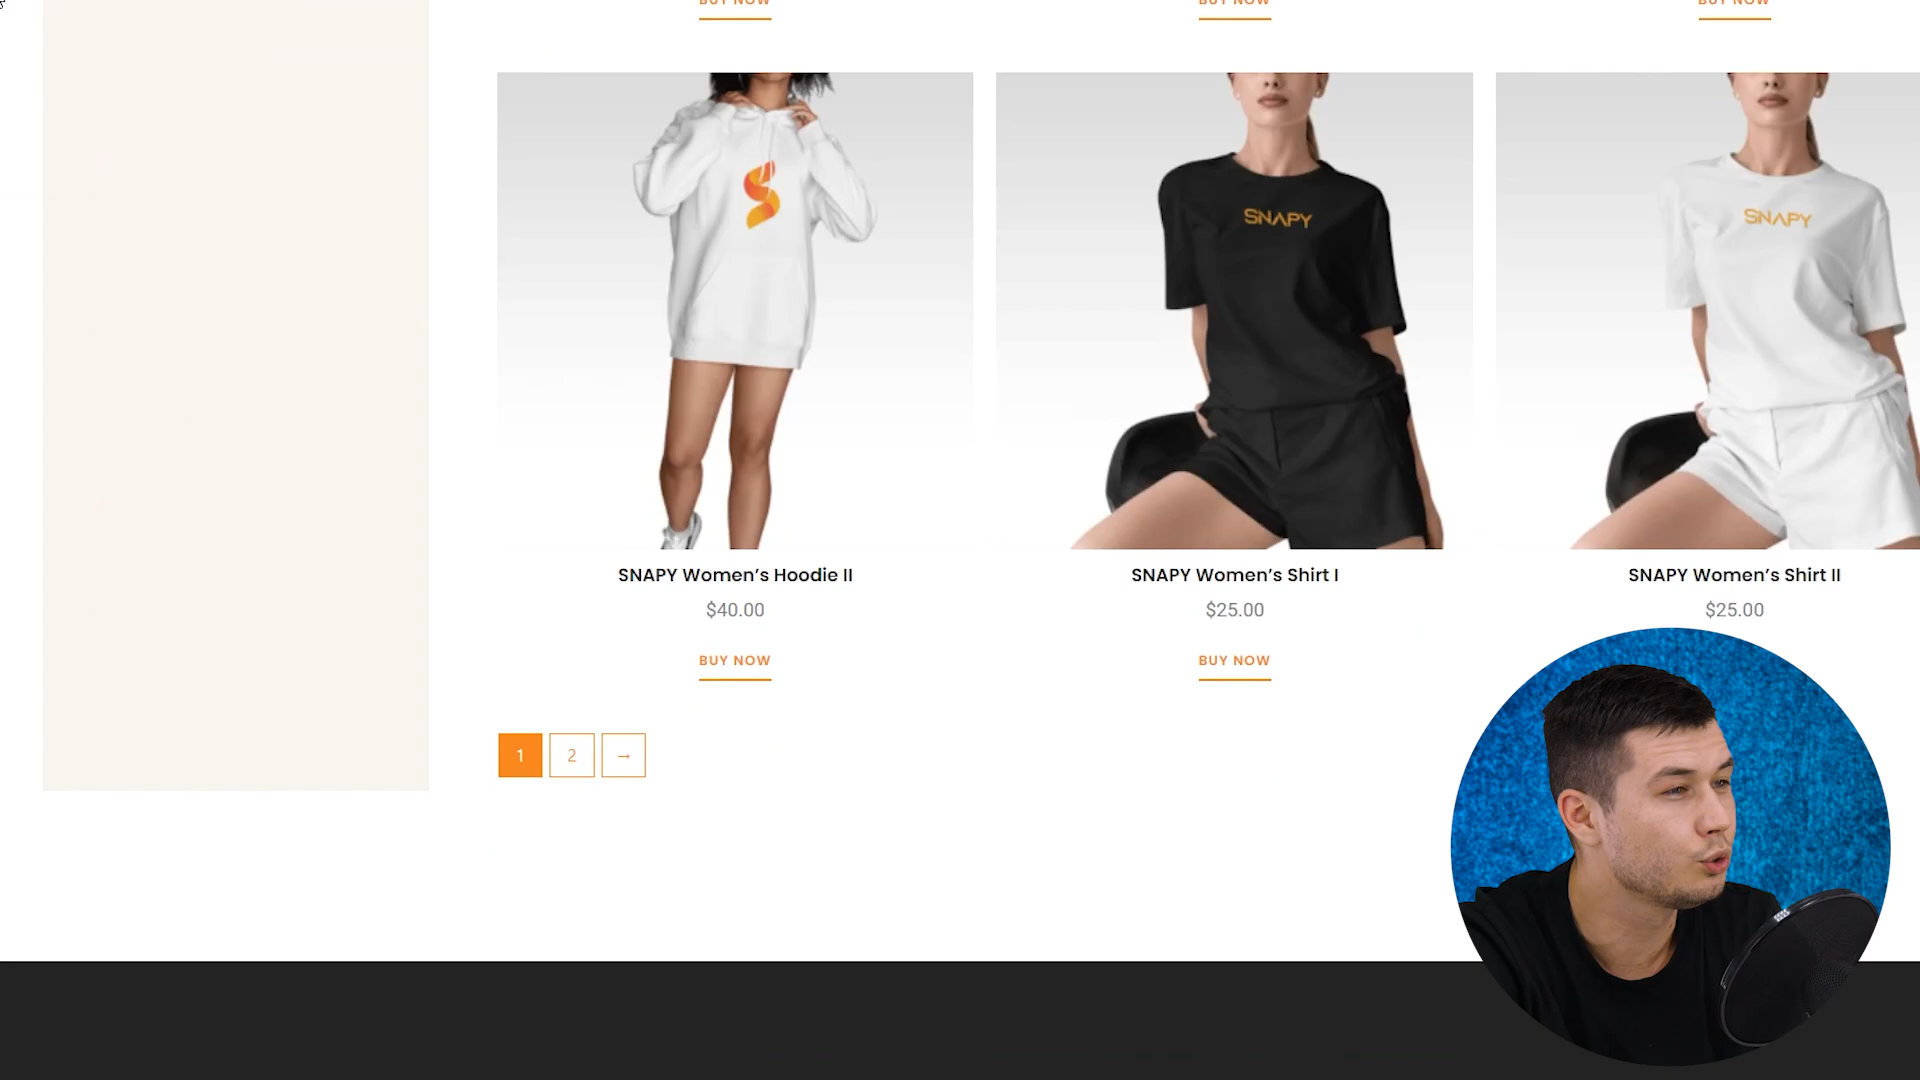 BUY NOW BUY NOW BUY NOW
SNAPY SNAPY
SNAPY Women’s Hoodie II SNAPY Women’s Shirt I SNAPY Women’s Shirt II
$40.00 $25.00 $25.00
BUY NOW BUY NOW
1 2 →